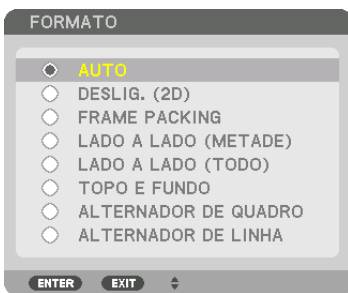 FORMATO
AUTO
DESLIG. (2D)
FRAME PACKING
LADO A LADO (METADE)
LADO A LADO (TODO)
TOPO E FUNDO
ALTERNADOR DE QUADRO
ALTERNADOR DE LINHA
ENTER EXIT